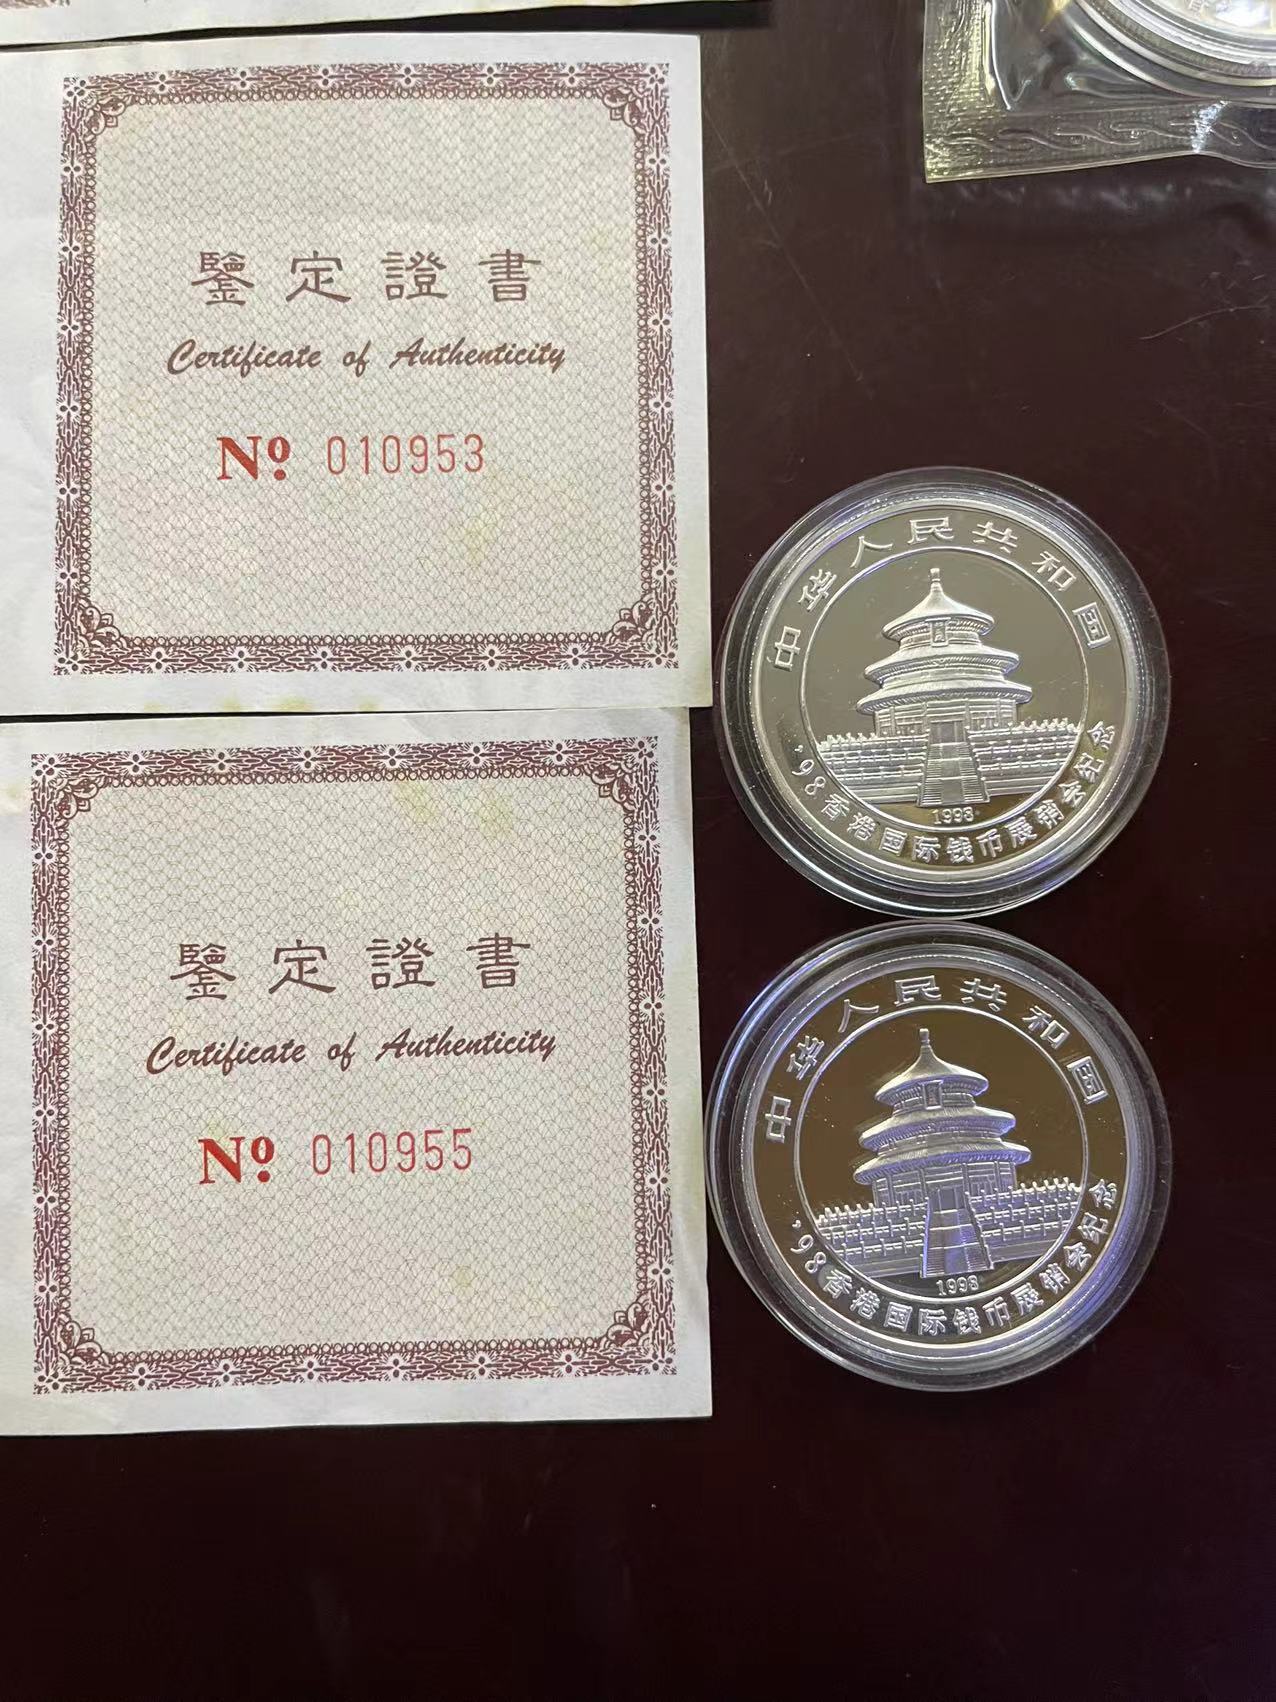 鑒定證書
Certificate of Authenticity
Nº 010953
鑒定證書
Certificate of Authenticity
Nº 010955
中华人民共和国
1998
'98香港国际钱币展销会纪念
中华人民共和国
1998
'98香港国际钱币展销会纪念